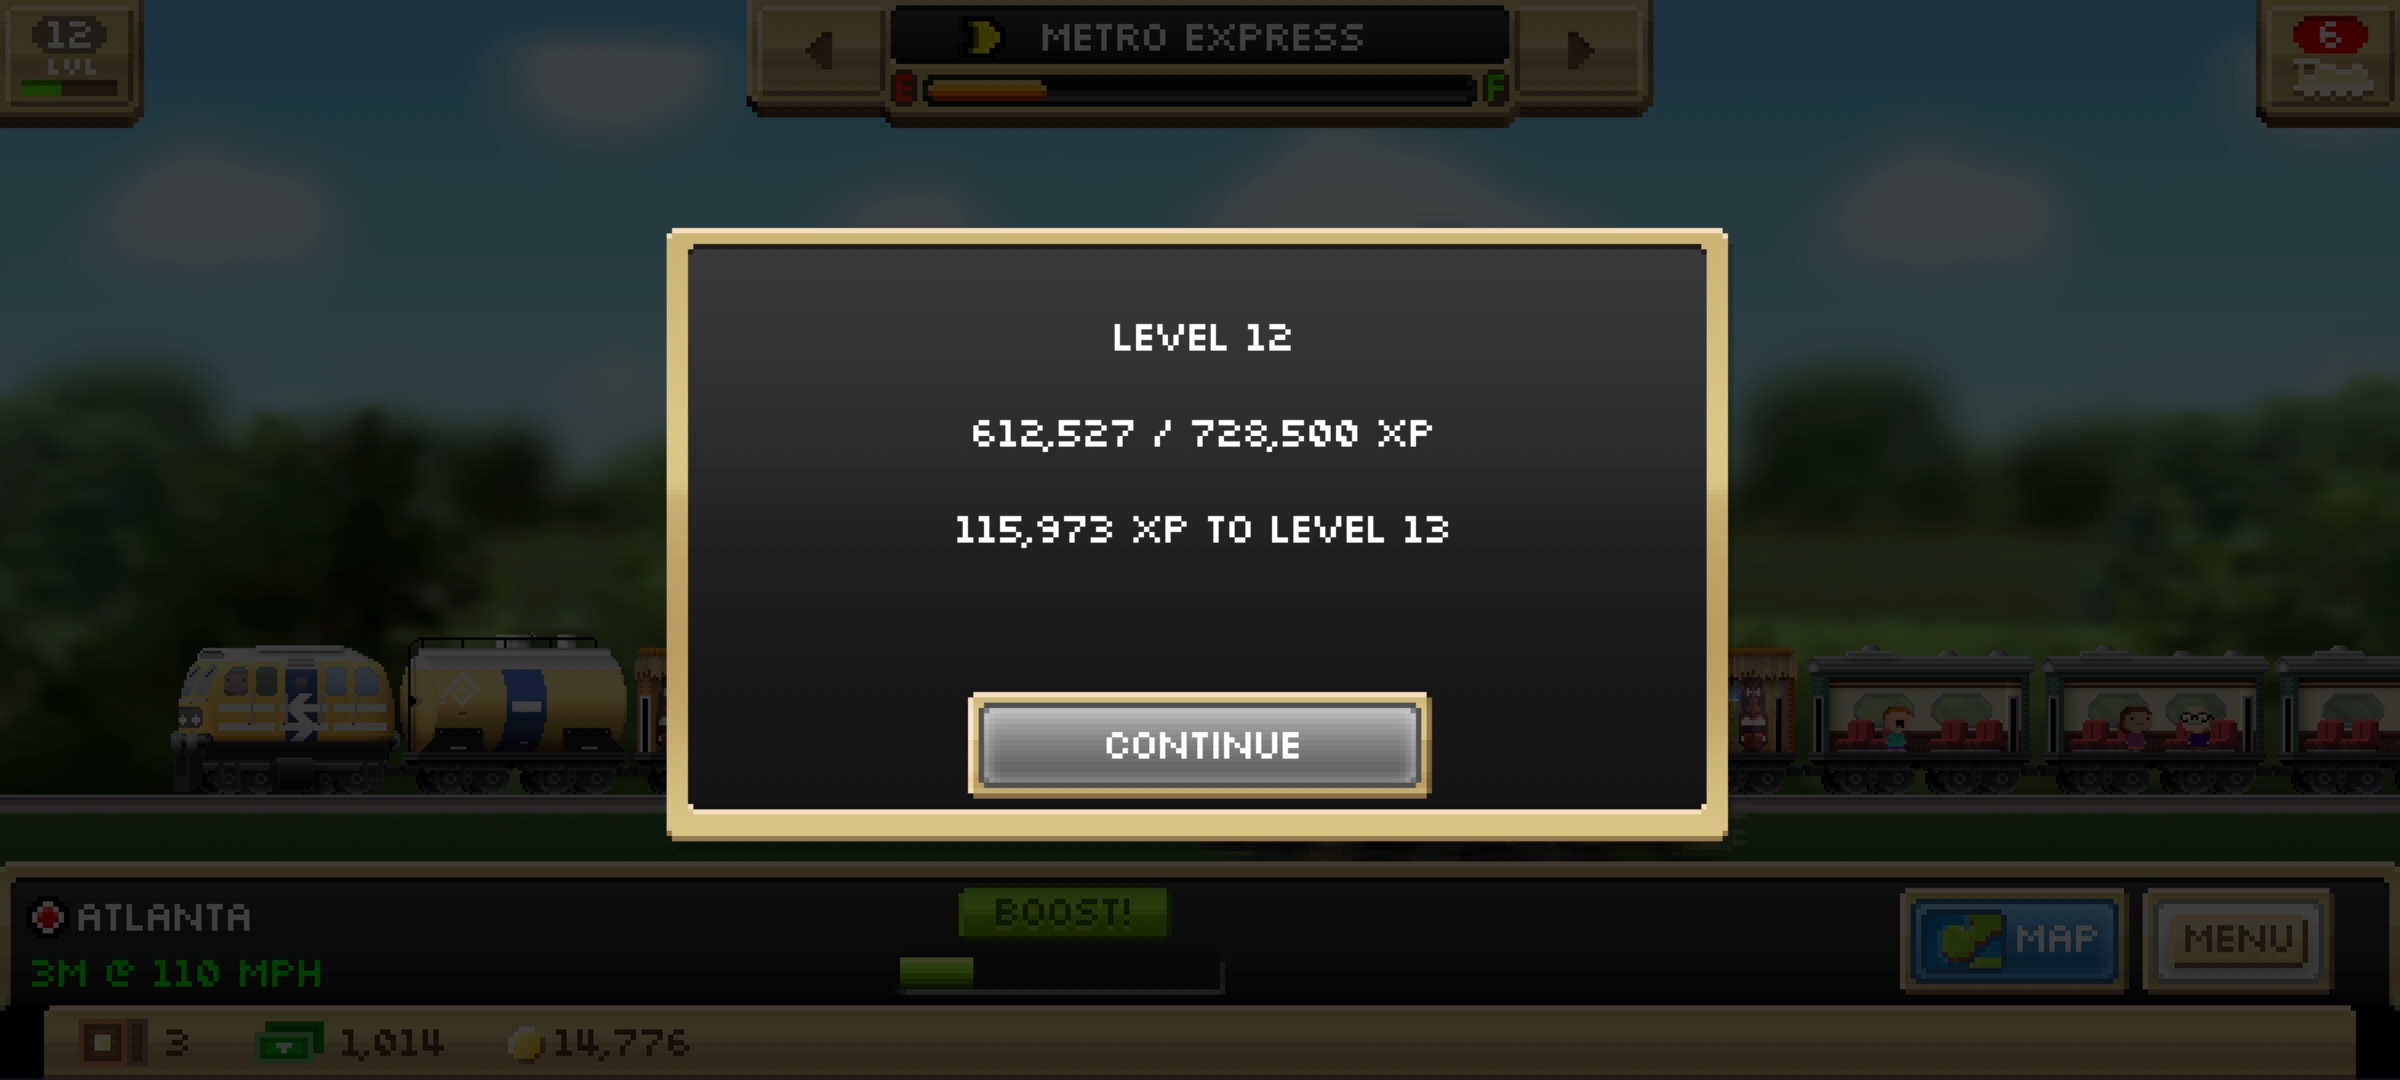 12
LVL
METRO EXPRESS
E F
6
LEVEL 12
612,527 / 728,500 XP
115,973 XP TO LEVEL 13
CONTINUE
ATLANTA
3M @ 110 MPH
BOOST!
MAP
MENU
3 1,014 14,776